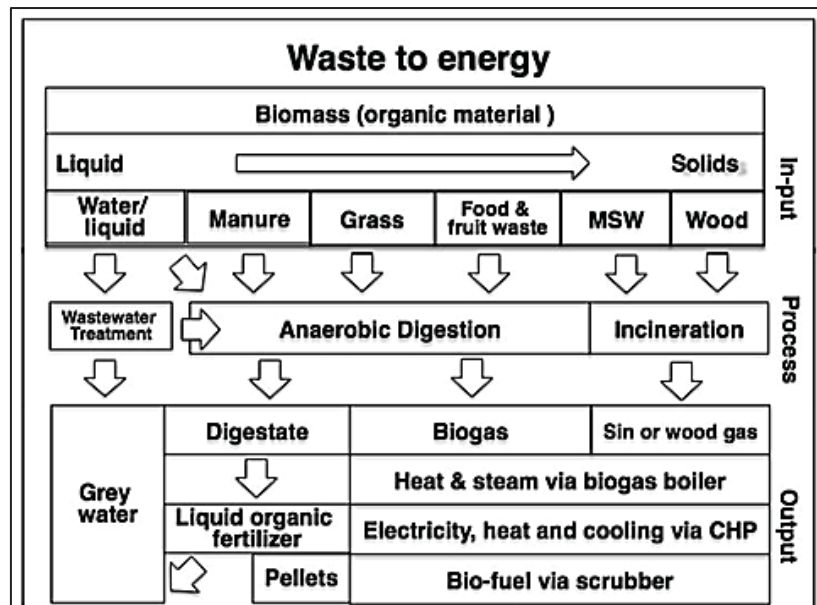 Waste to energy
Biomass (organic material )
Liquid
Solids
In-put
Water/
liquid
Manure
Grass
Food &
fruit waste
MSW
Wood
Wastewater
Treatment
Anaerobic Digestion
Incineration
Process
Digestate
Biogas
Sin or wood gas
Grey
water
Heat & steam via biogas boiler
Liquid organic
fertilizer
Electricity, heat and cooling via CHP
Output
Pellets
Bio-fuel via scrubber